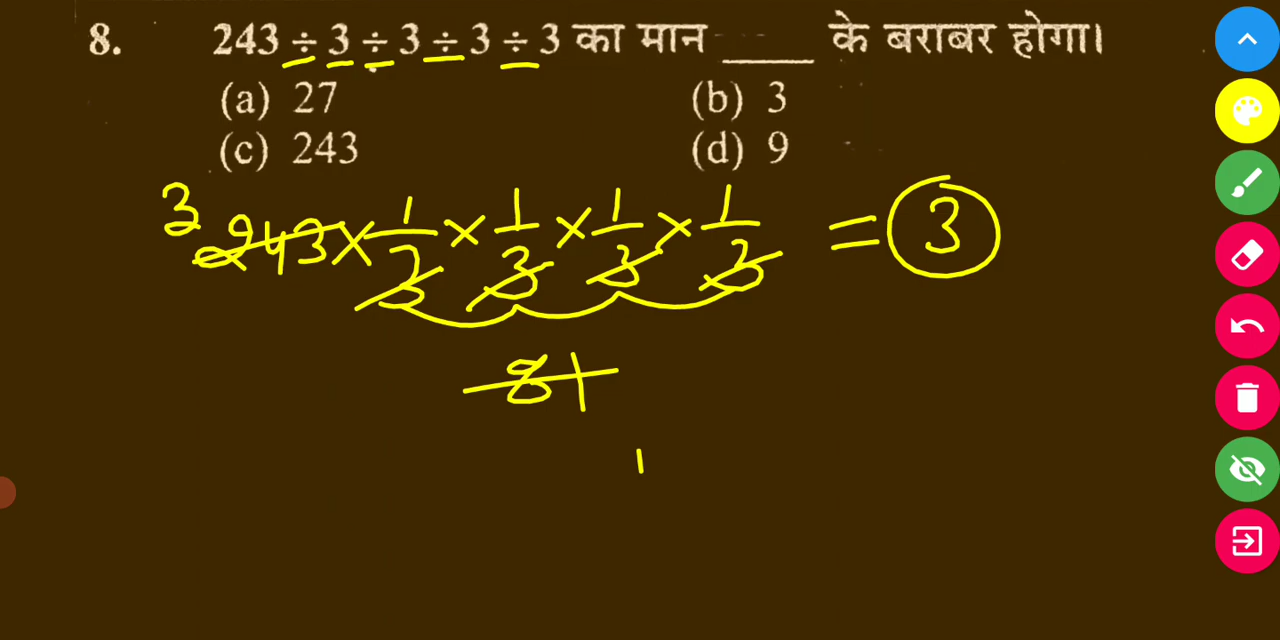 8. 243 ÷ 3 ÷ 3 ÷ 3 ÷ 3 का मान ____ के बराबर होगा।
(a) 27 (b) 3
(c) 243 (d) 9
3
243 × 1/3 × 1/3 × 1/3 × 1/3 = 3
81